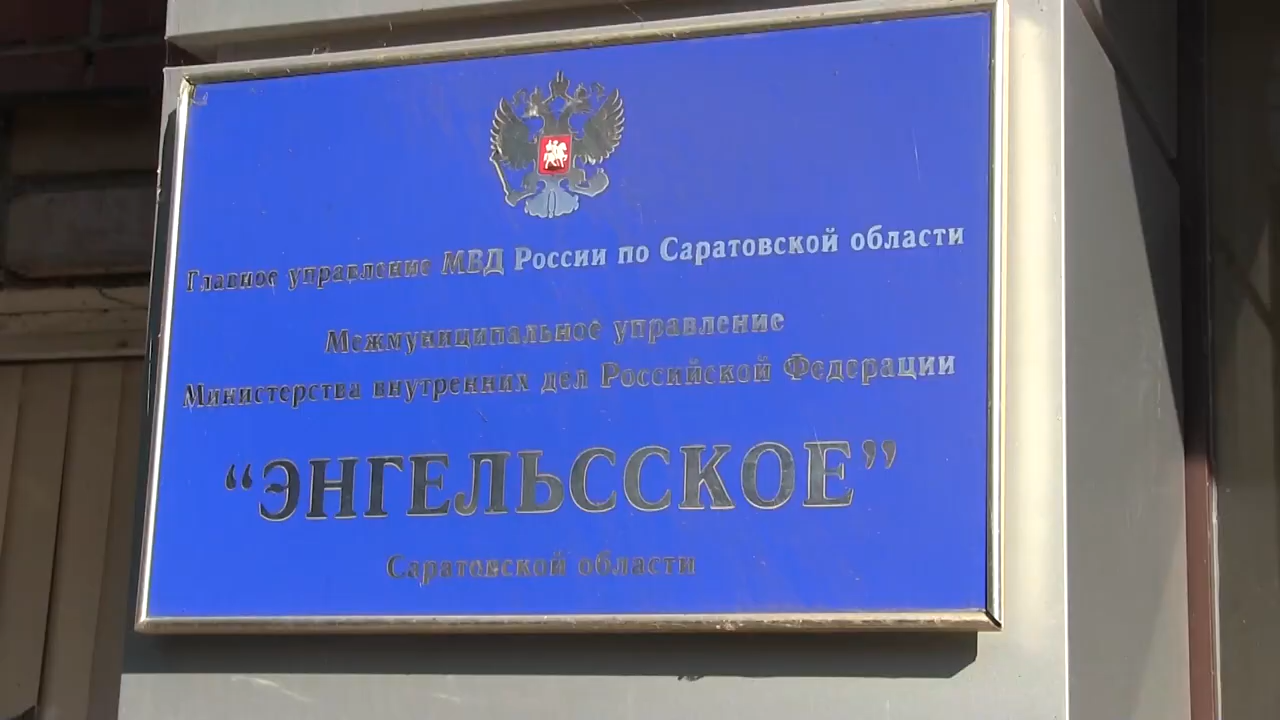 Главное управление МВД России по Саратовской области
Межмуниципальное управление
Министерства внутренних дел Российской Федерации
“ЭНГЕЛЬССКОЕ”
Саратовской области